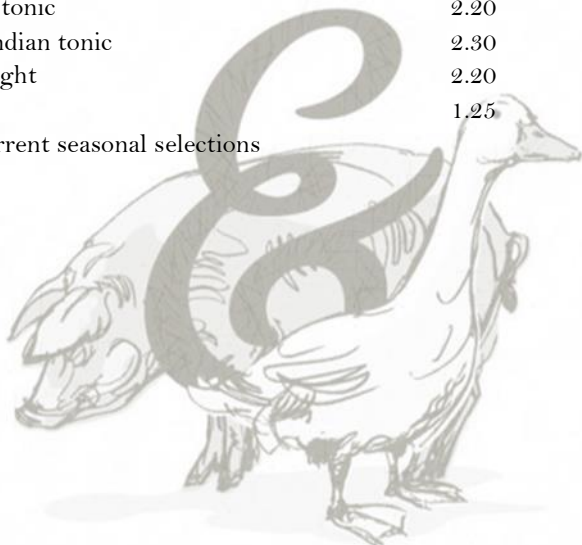 tonic 2.20
ndian tonic 2.30
ght 2.20
1.25
rrent seasonal selections
&